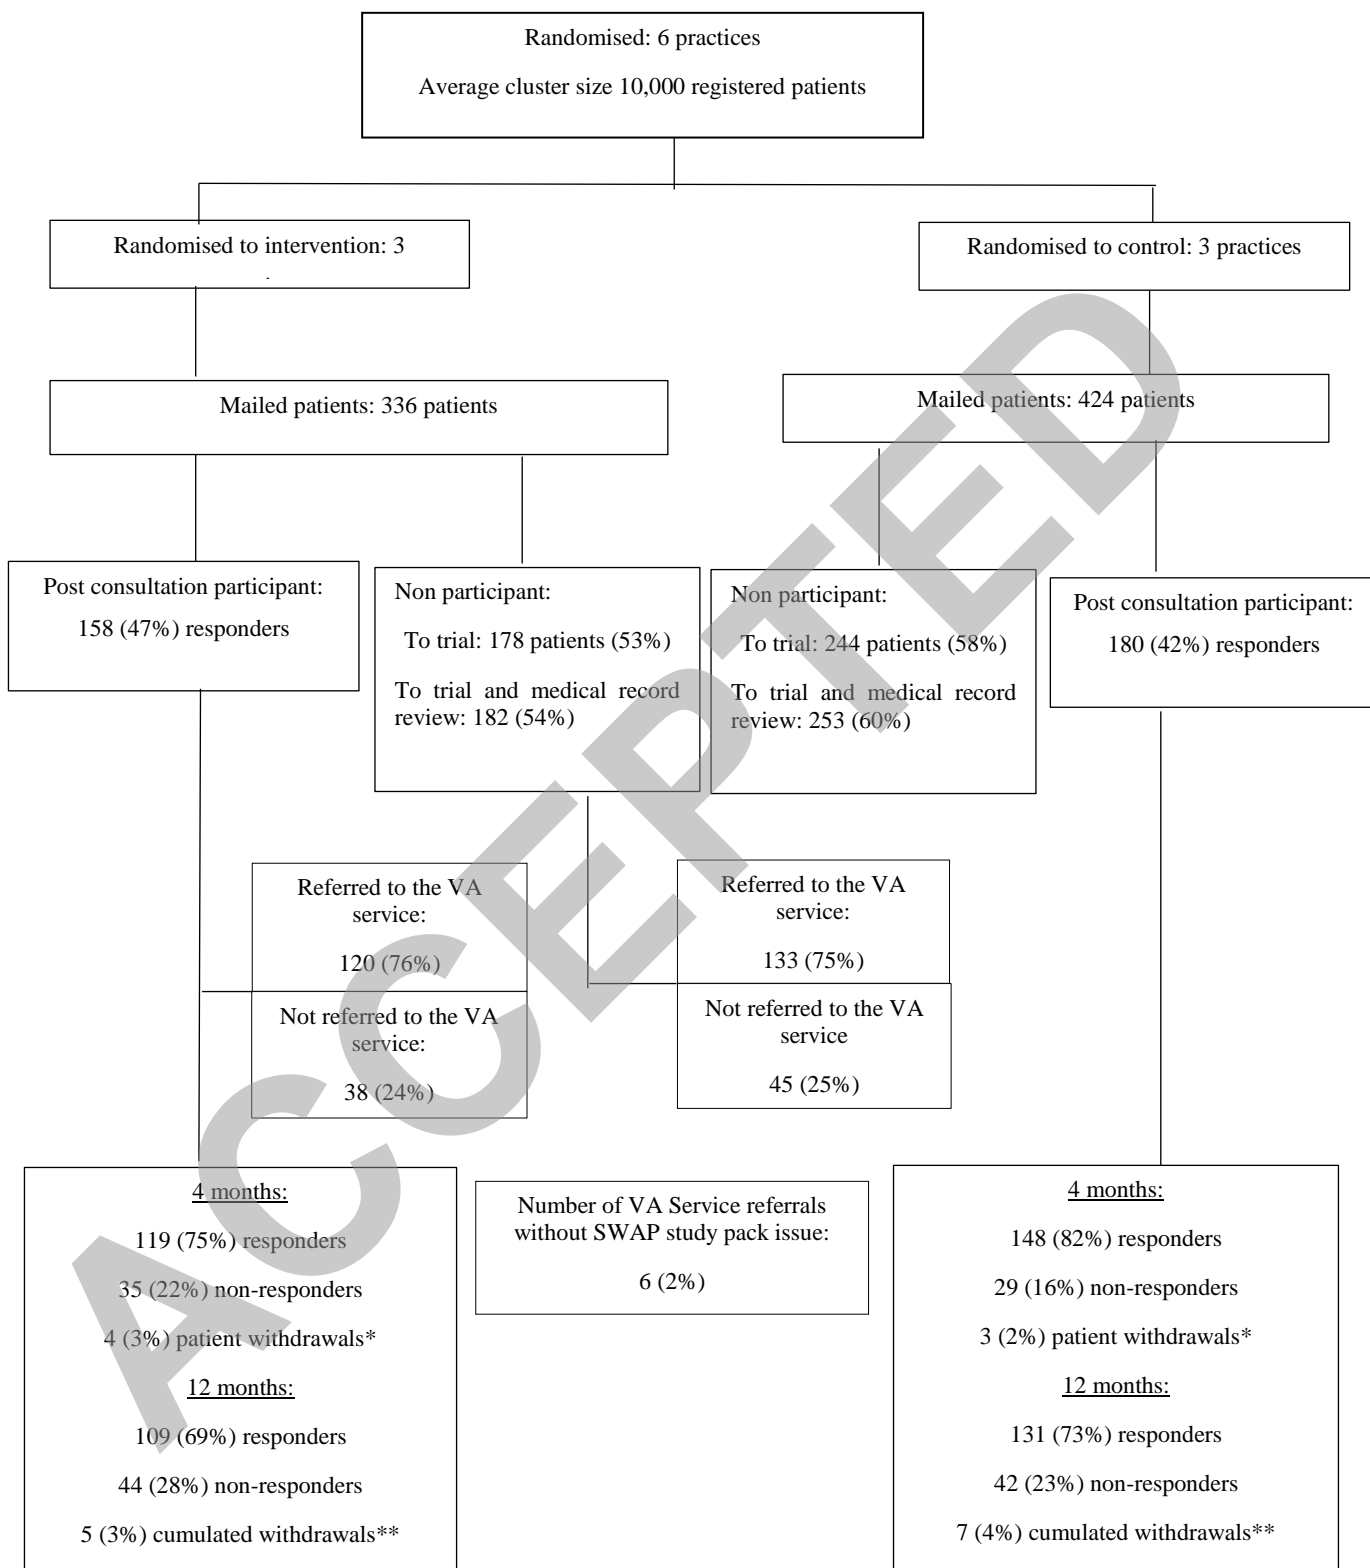 Randomised: 6 practices
Average cluster size 10,000 registered patients
Randomised to intervention: 3
.
Randomised to control: 3 practices
Mailed patients: 336 patients
Mailed patients: 424 patients
Post consultation participant:
158 (47%) responders
Non participant:
To trial: 178 patients (53%)
To trial and medical record
review: 182 (54%)
Non participant:
To trial: 244 patients (58%)
To trial and medical record
review: 253 (60%)
Post consultation participant:
180 (42%) responders
Referred to the VA
service:
120 (76%)
Not referred to the VA
service:
38 (24%)
Referred to the VA
service:
133 (75%)
Not referred to the VA
service
45 (25%)
4 months:
119 (75%) responders
35 (22%) non-responders
4 (3%) patient withdrawals*
12 months:
109 (69%) responders
44 (28%) non-responders
5 (3%) cumulated withdrawals**
Number of VA Service referrals
without SWAP study pack issue:
6 (2%)
4 months:
148 (82%) responders
29 (16%) non-responders
3 (2%) patient withdrawals*
12 months:
131 (73%) responders
42 (23%) non-responders
7 (4%) cumulated withdrawals**
ACCEPTED